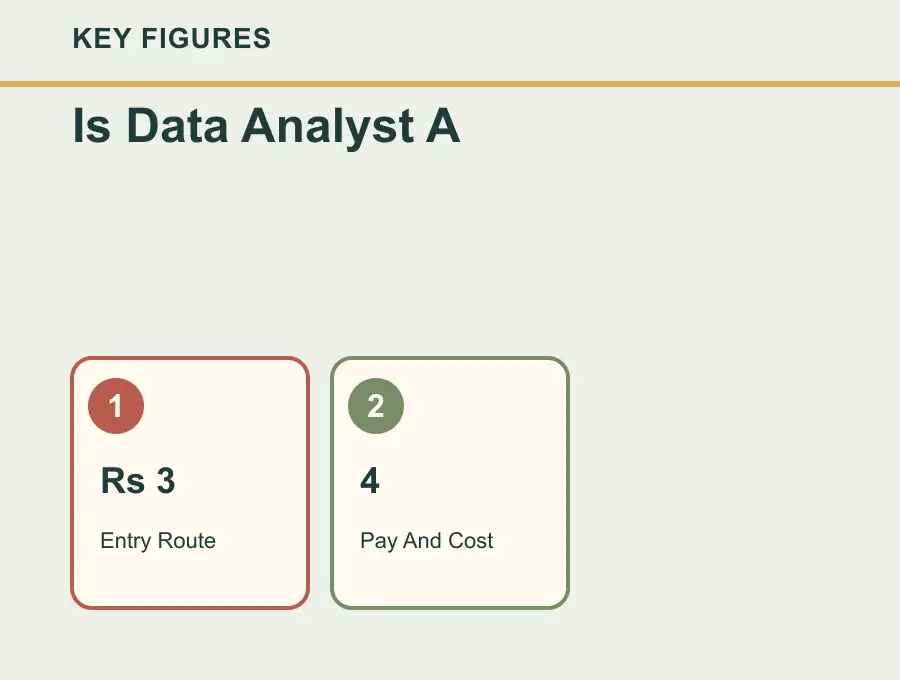 KEY FIGURES
Is Data Analyst A
1
Rs 3
Entry Route
2
4
Pay And Cost